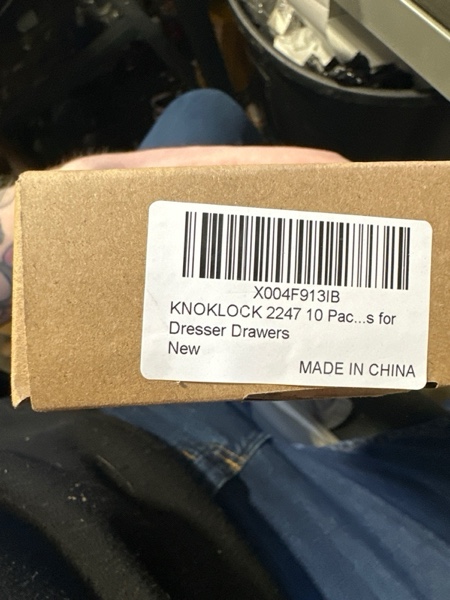 X004F913IB
KNOKLOCK 2247 10 Pac...s for
Dresser Drawers
New
MADE IN CHINA